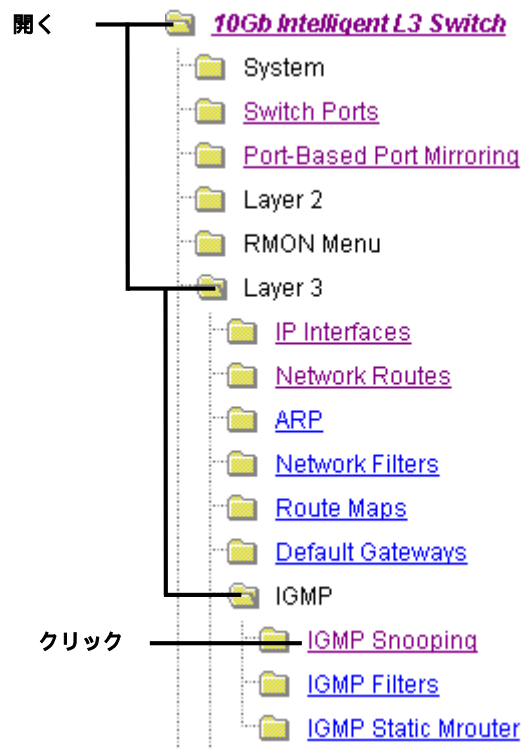 開く
10Gb Intelligent L3 Switch
System
Switch Ports
Port-Based Port Mirroring
Layer 2
RMON Menu
Layer 3
IP Interfaces
Network Routes
ARP
Network Filters
Route Maps
Default Gateways
IGMP
クリック
IGMP Snooping
IGMP Filters
IGMP Static Mrouter